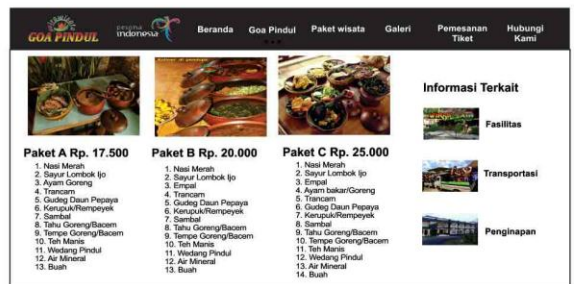 GOA PINDUL
pesona
indonesia
Beranda
Goa Pindul
Paket wisata
Galeri
Pemesanan
Tiket
Hubungi
Kami
Paket A Rp. 17.500
1. Nasi Merah
2. Sayur Lombok Ijo
3. Ayam Goreng
4. Trancam
5. Gudeg Daun Pepaya
6. Kerupuk/Rempeyek
7. Sambal
8. Tahu Goreng/Bacem
9. Tempe Goreng/Bacem
10. Teh Manis
11. Wedang Pindul
12. Air Mineral
13. Buah
Paket B Rp. 20.000
1. Nasi Merah
2. Sayur Lombok Ijo
3. Empal
4. Trancam
5. Gudeg Daun Pepaya
6. Kerupuk/Rempeyek
7. Sambal
8. Tahu Goreng/Bacem
9. Tempe Goreng/Bacem
10. Teh Manis
11. Wedang Pindul
12. Air Mineral
13. Buah
Paket C Rp. 25.000
1. Nasi Merah
2. Sayur Lombok Ijo
3. Empal
4. Ayam bakar/Goreng
5. Trancam
6. Gudeg Daun Pepaya
7. Kerupuk/Rempeyek
8. Sambal
9. Tahu Goreng/Bacem
10. Tempe Goreng/Bacem
11. Teh Manis
12. Wedang Pindul
13. Air Mineral
14. Buah
Informasi Terkait
Fasilitas
Transportasi
Penginapan